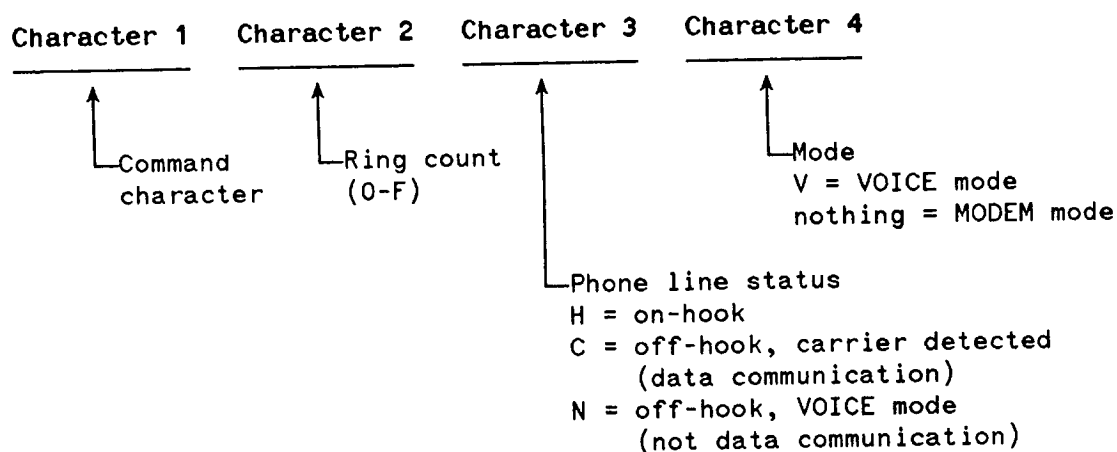 Character 1 Character 2 Character 3 Character 4
Command
character
Ring count
(0-F)
Mode
V = VOICE mode
nothing = MODEM mode
Phone line status
H = on-hook
C = off-hook, carrier detected
(data communication)
N = off-hook, VOICE mode
(not data communication)